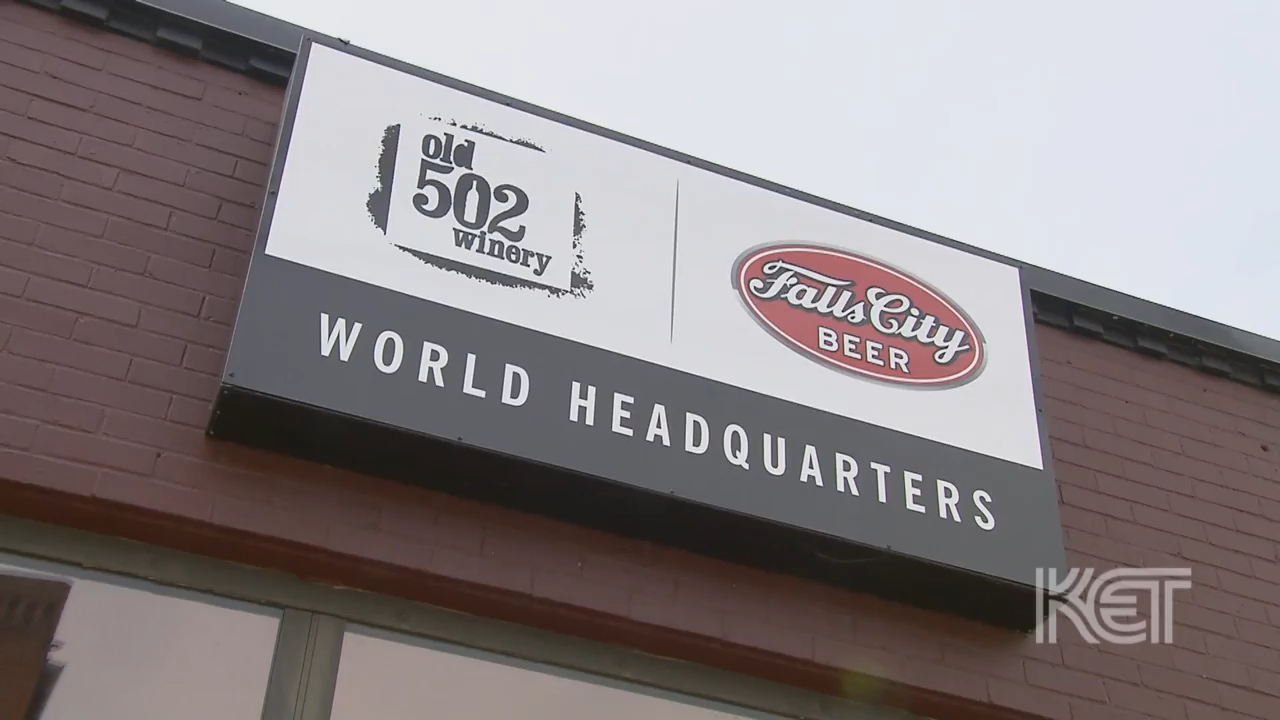 old
502
winery
Falls City
BEER
WORLD HEADQUARTERS
KET